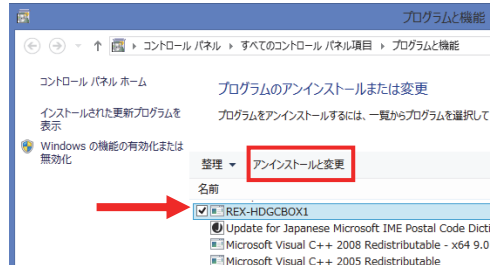 プログラムと機能
コントロール パネル ▶ すべてのコントロール パネル項目 ▶ プログラムと機能
コントロール パネル ホーム
インストールされた更新プログラムを
表示
Windows の機能の有効化または
無効化
プログラムのアンインストールまたは変更
プログラムをアンインストールするには、一覧からプログラムを選択して
整理 ▼ アンインストールと変更
名前
REX-HDGCBOX1
Update for Japanese Microsoft IME Postal Code Dicti
Microsoft Visual C++ 2008 Redistributable - x64 9.0
Microsoft Visual C++ 2005 Redistributable